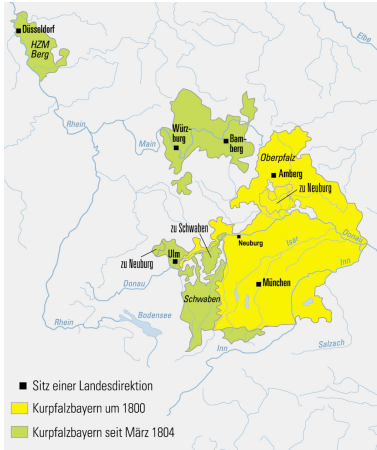 Düsseldorf
HZM
Berg
Elbe
Rhein
Main
Würz-
burg
Bam-
berg
Oberpfalz
Amberg
zu Neuburg
zu Schwaben
Neuburg
Isar
Donau
Inn
zu Neuburg
Ulm
München
Donau
Schwaben
Bodensee
Rhein
Inn
Salzach
Sitz einer Landesdirektion
Kurpfalzbayern um 1800
Kurpfalzbayern seit März 1804